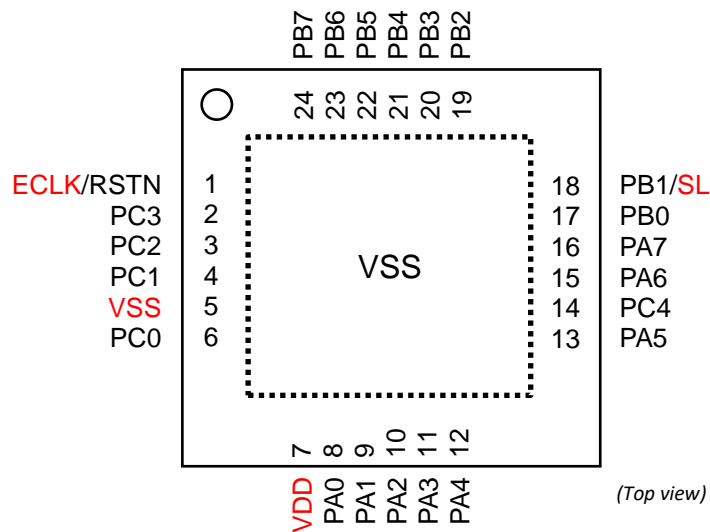 PB7 PB6 PB5 PB4 PB3 PB2
24 23 22 21 20 19
ECLK/RSTN 1 18 PB1/SL
PC3 2 17 PB0
PC2 3 16 PA7
PC1 4 VSS 15 PA6
VSS 5 14 PC4
PC0 6 13 PA5
7 8 9 10 11 12
VDD PA0 PA1 PA2 PA3 PA4
(Top view)